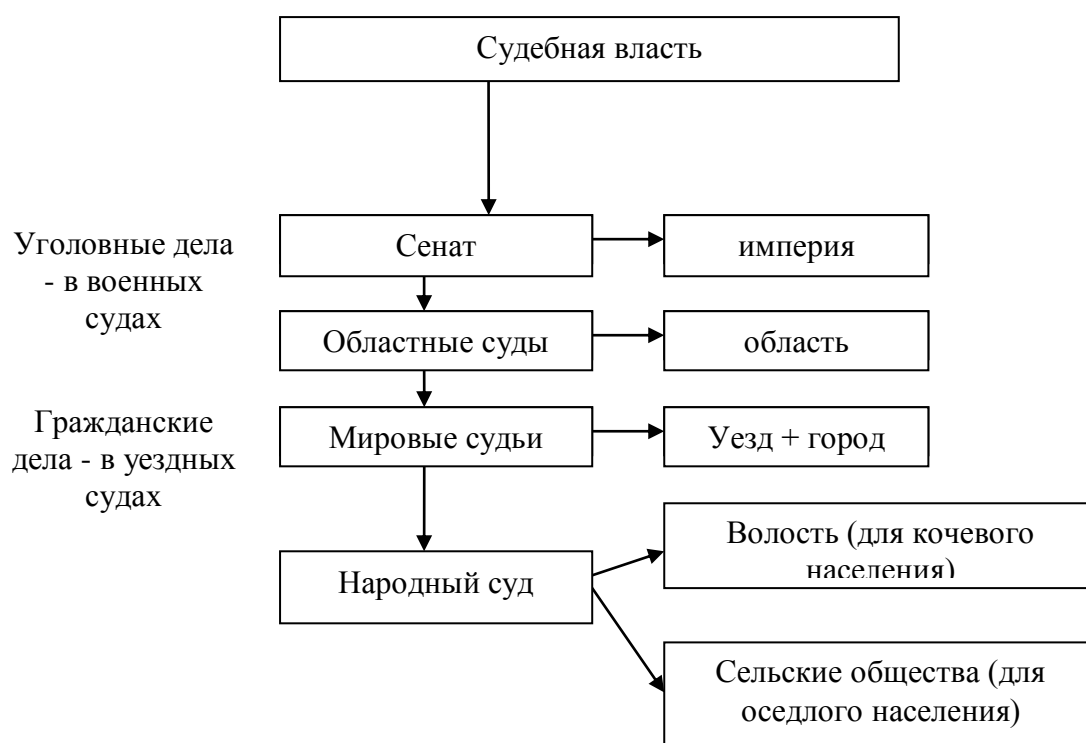 Судебная власть
Уголовные дела
- в военных
судах
Сенат
империя
Областные суды
область
Гражданские
дела - в уездных
судах
Мировые судьи
Уезд + город
Народный суд
Волость (для кочевого
населения)
Сельские общества (для
оседлого населения)